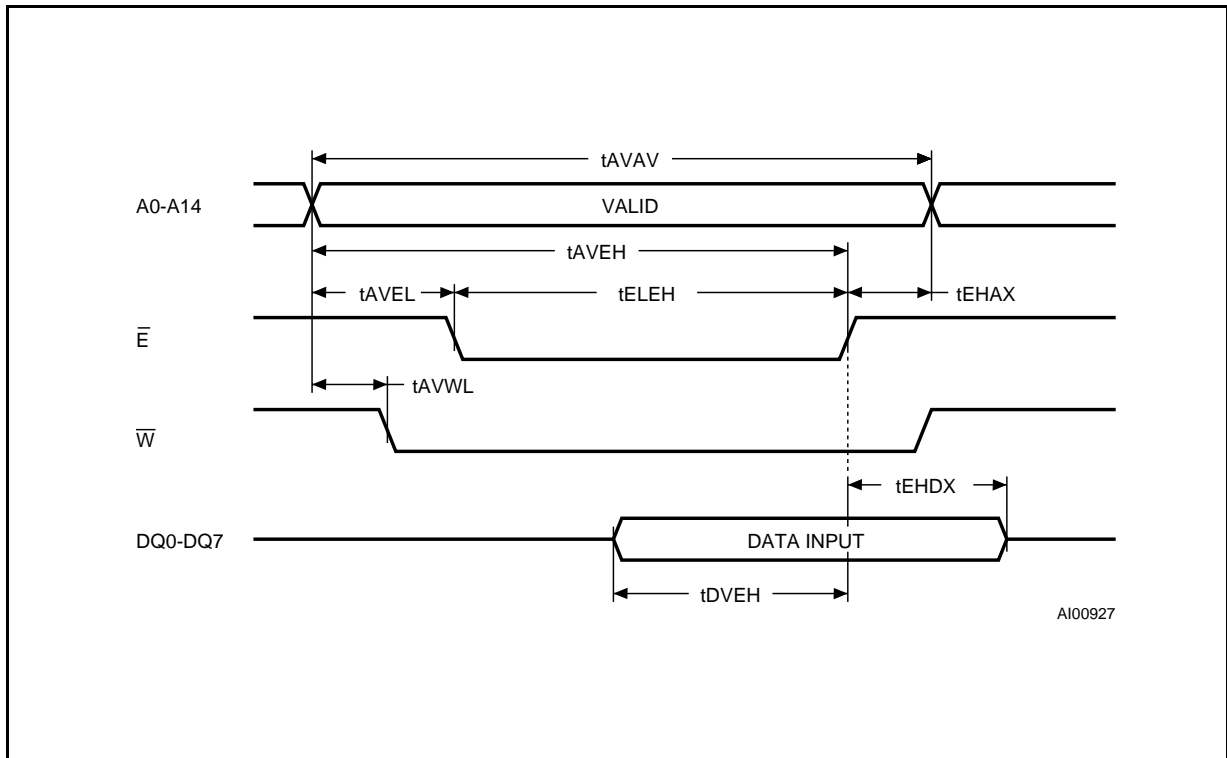 tAVAV
A0-A14
VALID
tAVEH
tAVEL
tELEH
tEHAX
E̅
tAVWL
W̅
tEHDX
DQ0-DQ7
DATA INPUT
tDVEH
AI00927